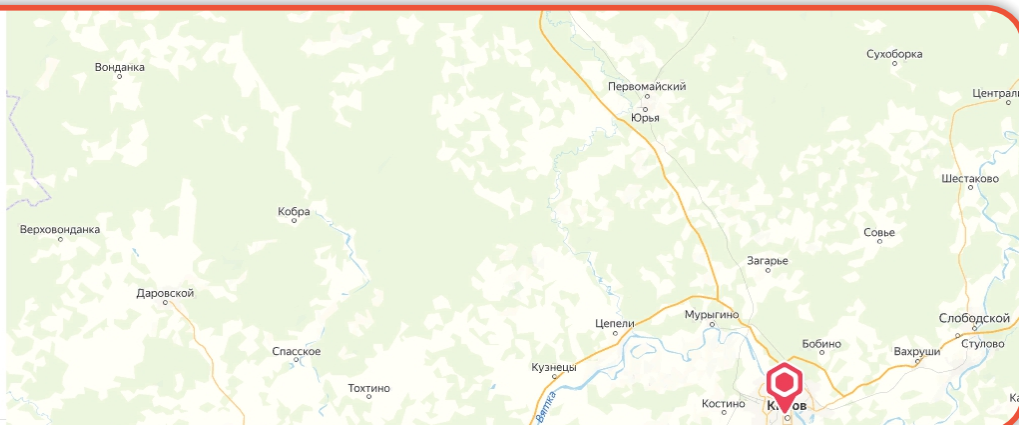 Сухоборка
Вонданка
Первомайский
Юрья
Шестаково
Кобра
Верховонданка
Совье
Загарье
Даровской
Мурыгино
Цепели
Слободской
Стулово
Бобино
Вахруши
Спасское
Кузнецы
Тохтино
Костино
Вятка